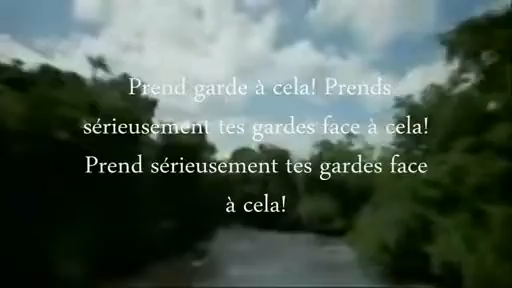 Prend garde à cela! Prends
sérieusement tes gardes face à cela!
Prend sérieusement tes gardes face
à cela!